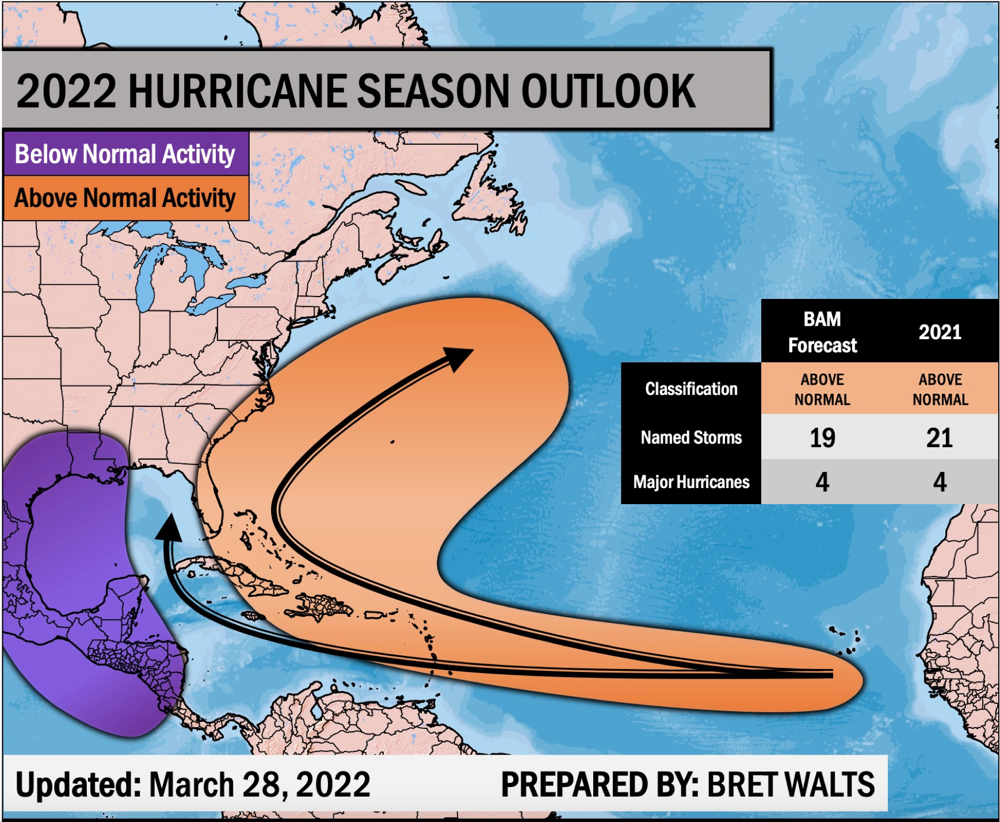 2022 HURRICANE SEASON OUTLOOK
Below Normal Activity
Above Normal Activity
BAM
Forecast
2021
Classification
ABOVE
NORMAL
ABOVE
NORMAL
Named Storms
19
21
Major Hurricanes
4
4
Updated: March 28, 2022
PREPARED BY: BRET WALTS